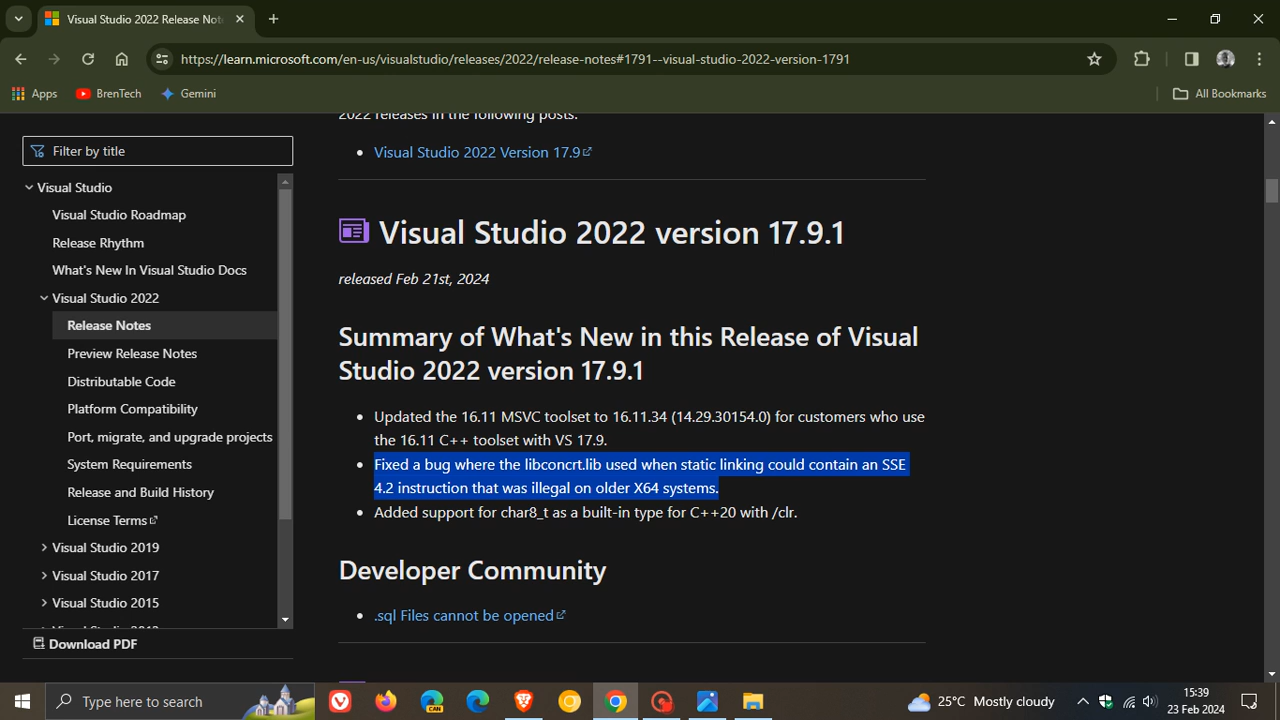 Visual Studio 2022 Release Not
https://learn.microsoft.com/en-us/visualstudio/releases/2022/release-notes#1791--visual-studio-2022-version-1791
Apps
BrenTech
Gemini
All Bookmarks
Filter by title
Visual Studio
Visual Studio Roadmap
Release Rhythm
What's New In Visual Studio Docs
Visual Studio 2022
Release Notes
Preview Release Notes
Distributable Code
Platform Compatibility
Port, migrate, and upgrade projects
System Requirements
Release and Build History
License Terms
Visual Studio 2019
Visual Studio 2017
Visual Studio 2015
Download PDF
2022 releases in the following posts.
Visual Studio 2022 Version 17.9
Visual Studio 2022 version 17.9.1
released Feb 21st, 2024
Summary of What's New in this Release of Visual
Studio 2022 version 17.9.1
Updated the 16.11 MSVC toolset to 16.11.34 (14.29.30154.0) for customers who use
the 16.11 C++ toolset with VS 17.9.
Fixed a bug where the libconcrt.lib used when static linking could contain an SSE
4.2 instruction that was illegal on older X64 systems.
Added support for char8_t as a built-in type for C++20 with /clr.
Developer Community
.sql Files cannot be opened
Type here to search
CAN
25°C Mostly cloudy
15:39
23 Feb 2024